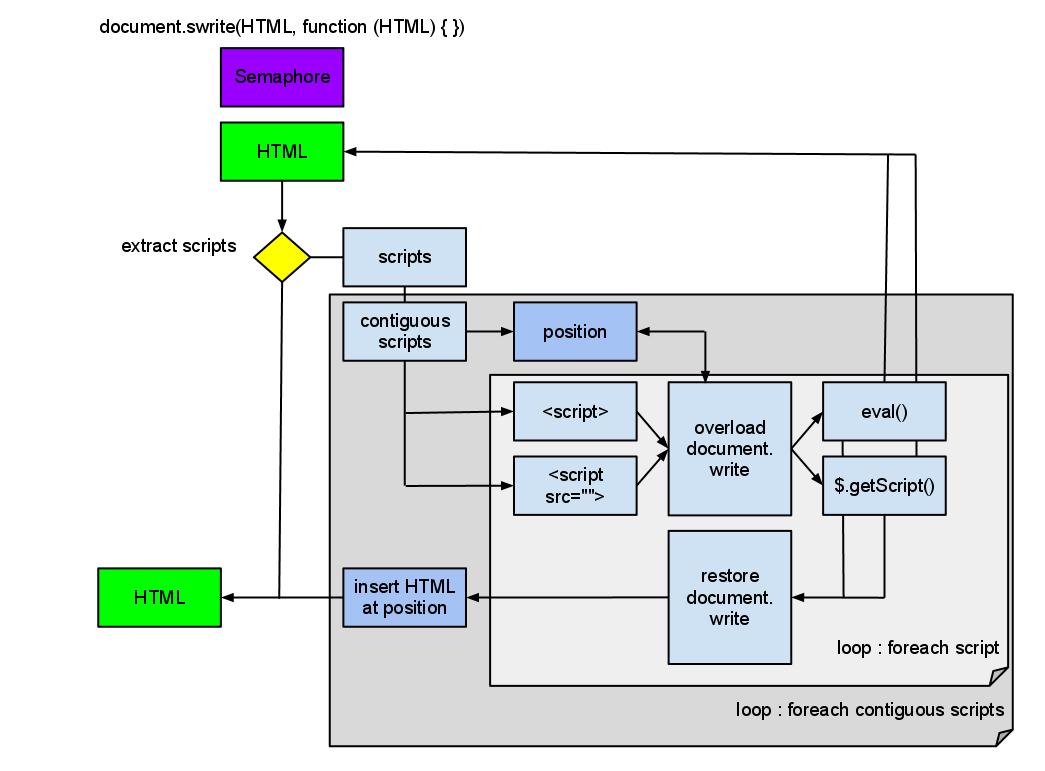 document.swrite(HTML, function (HTML) { })
Semaphore
HTML
extract scripts
scripts
contiguous
scripts
position
<script>
overload
document.
write
eval()
<script
src="">
$.getScript()
HTML
insert HTML
at position
restore
document.
write
loop : foreach script
loop : foreach contiguous scripts